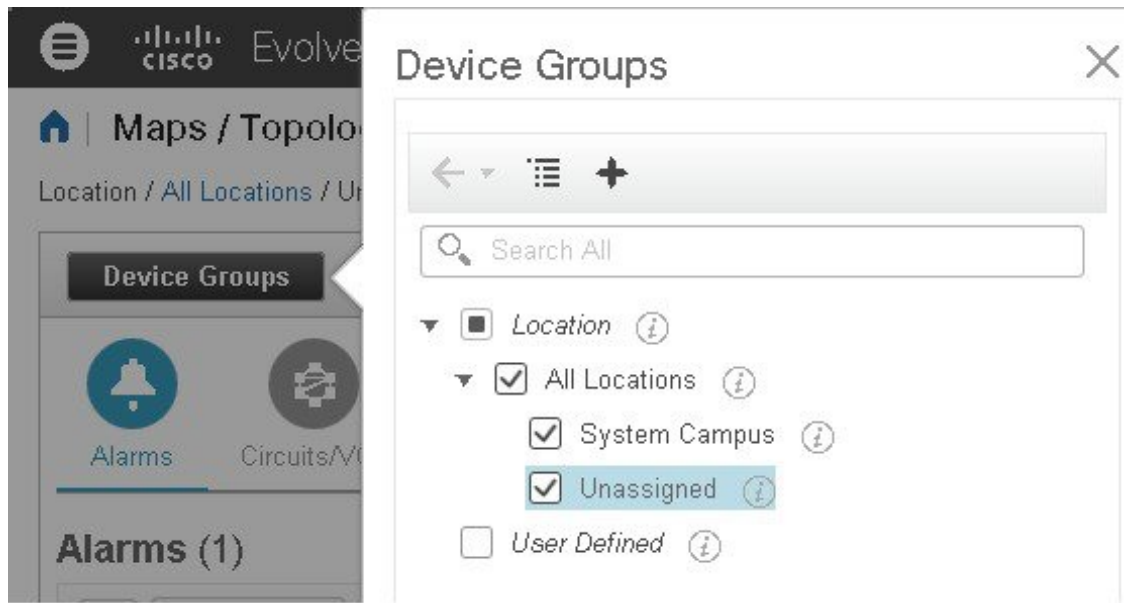 cisco Evolve
Maps / Topolo
Location / All Locations / Un
Device Groups
Alarms
Circuits/V
Alarms (1)
Device Groups
Search All
Location
All Locations
System Campus
Unassigned
User Defined